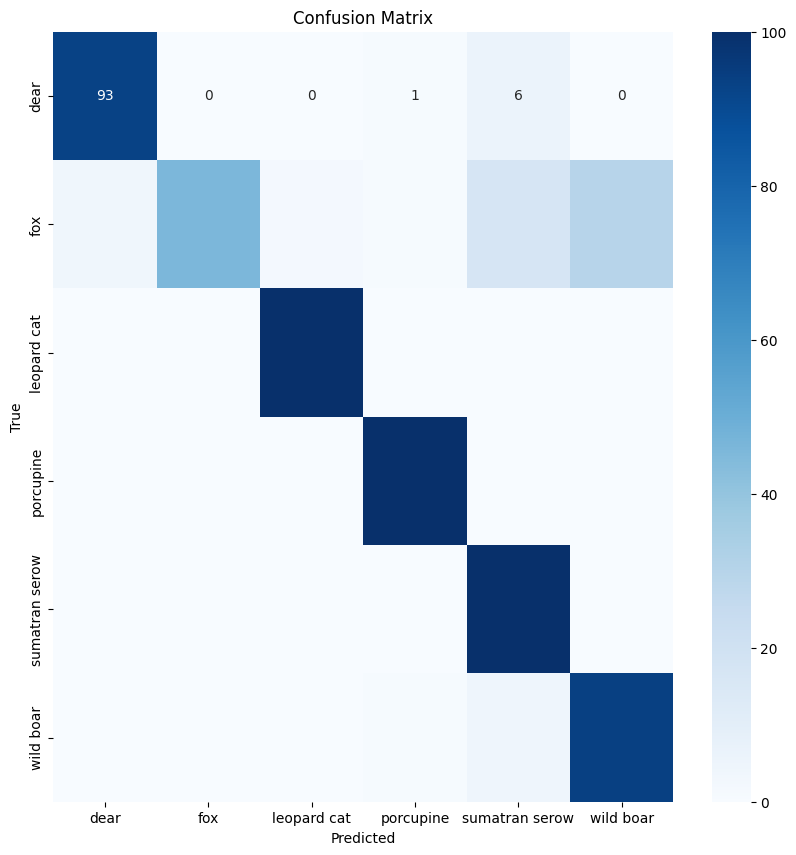 Confusion Matrix
True
dear
93 0 0 1 6 0
fox
leopard cat
porcupine
sumatran serow
wild boar
dear fox leopard cat porcupine sumatran serow wild boar
Predicted
100
80
60
40
20
0